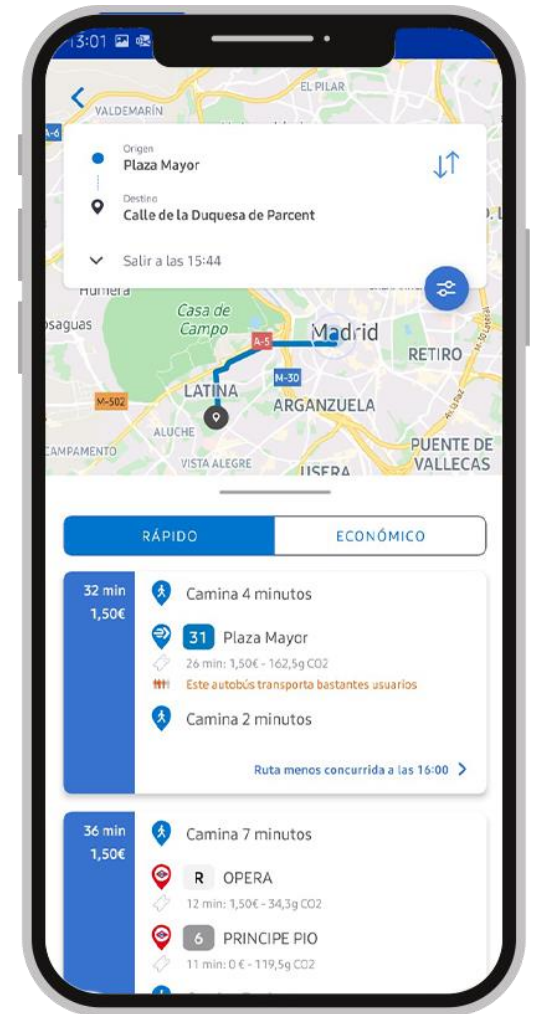 13:01
EL PILAR
VALDEMARÍN
A-6
Origen
Plaza Mayor
Destino
Calle de la Duquesa de Parcent
Salir a las 15:44
Humera
Casa de
Campo
Madrid
A-5
RETIRO
M-30
LATINA
M-502
ARGANZUELA
ALUCHE
CAMPAMENTO
VISTA ALEGRE
USERA
PUENTE DE
VALLECAS
RÁPIDO
ECONÓMICO
32 min
1,50€
Camina 4 minutos
31 Plaza Mayor
26 min: 1,50€ - 162,5g CO2
Este autobús transporta bastantes usuarios
Camina 2 minutos
Ruta menos concurrida a las 16:00
36 min
1,50€
Camina 7 minutos
R OPERA
12 min: 1,50€ - 34,3g CO2
6 PRINCIPE PIO
11 min: 0 € - 119,5g CO2